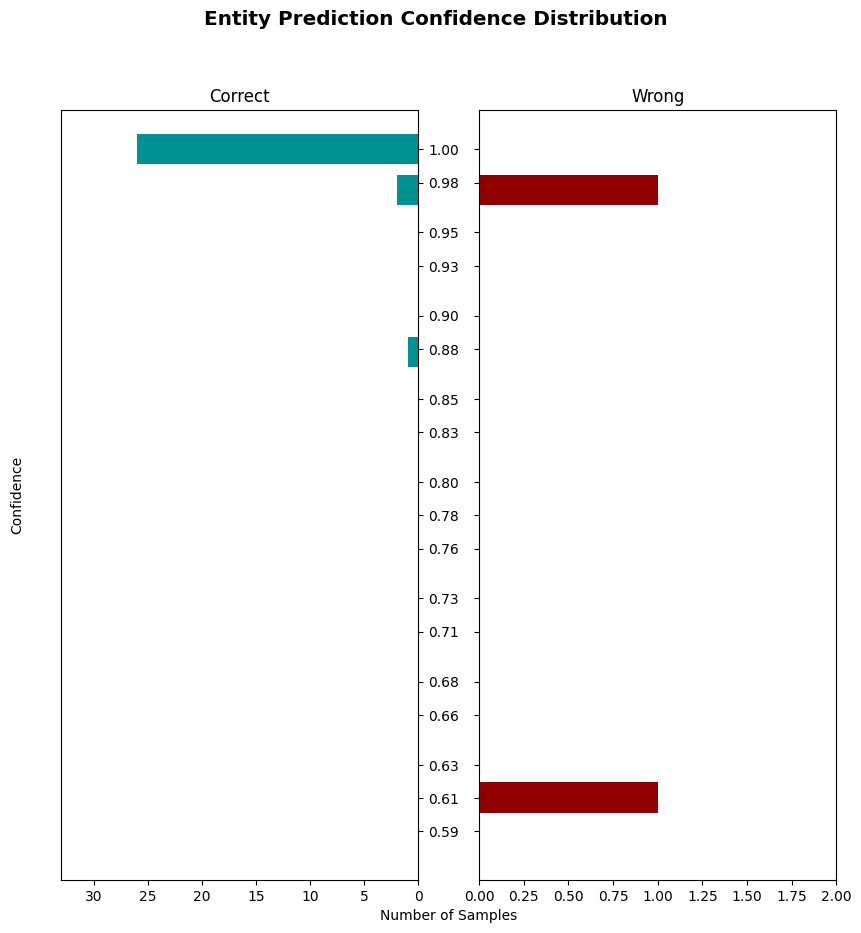 Entity Prediction Confidence Distribution
Correct
Wrong
1.00
0.98
0.95
0.93
0.90
0.88
0.85
0.83
0.80
0.78
0.76
0.73
0.71
0.68
0.66
0.63
0.61
0.59
Confidence
30 25 20 15 10 5 0
0.00 0.25 0.50 0.75 1.00 1.25 1.50 1.75 2.00
Number of Samples